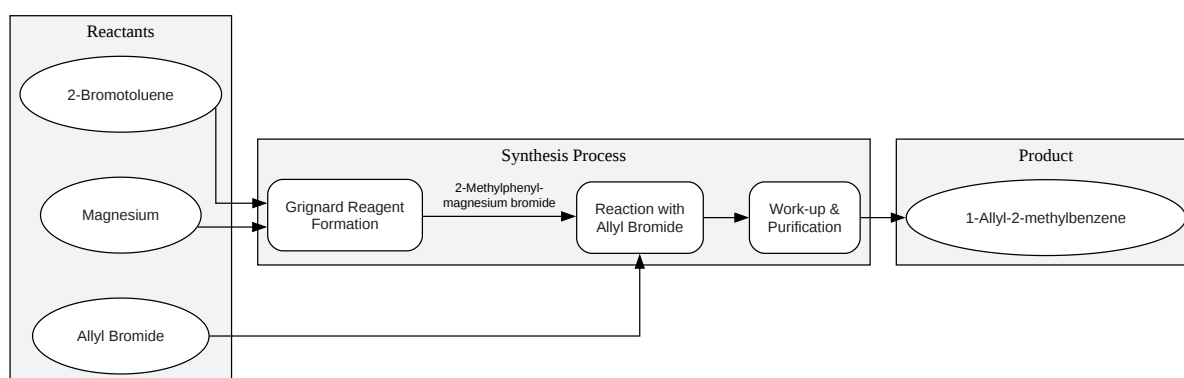 Reactants
2-Bromotoluene
Magnesium
Allyl Bromide
Synthesis Process
Grignard Reagent
Formation
2-Methylphenyl-
magnesium bromide
Reaction with
Allyl Bromide
Work-up &
Purification
Product
1-Allyl-2-methylbenzene